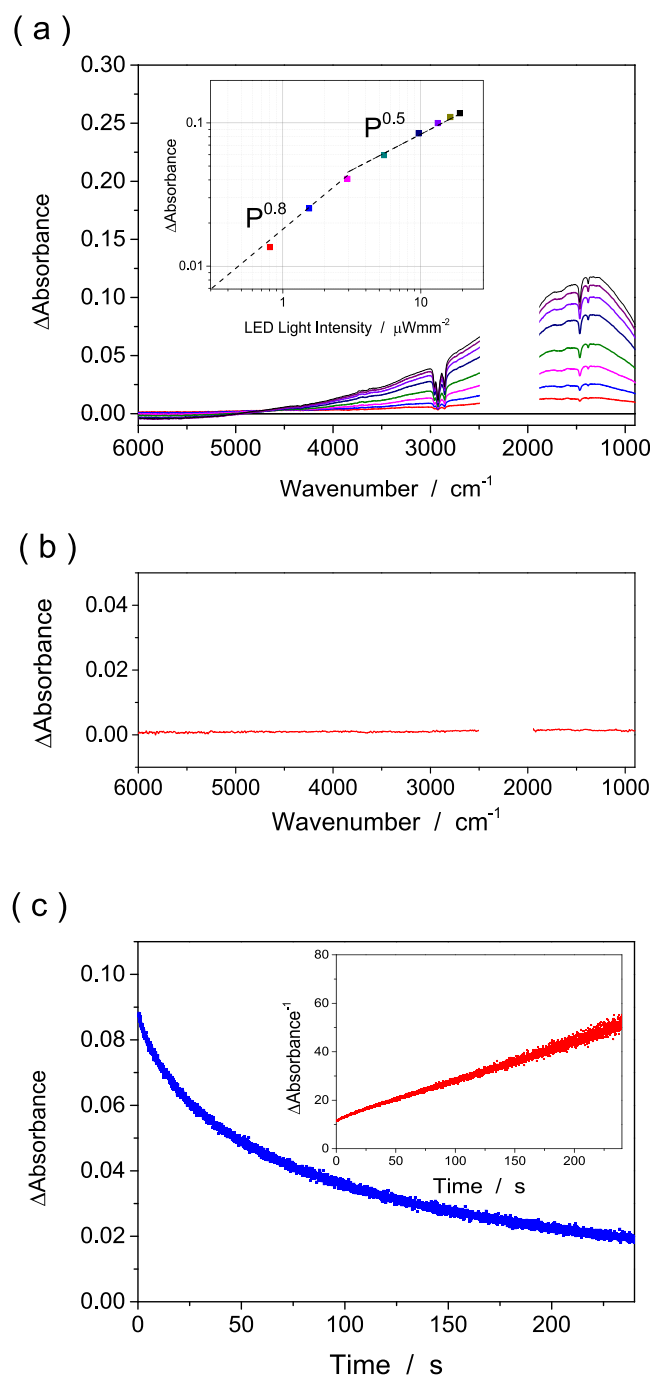 ( a )
0.30
0.25
0.20
0.15
0.10
0.05
0.00
ΔAbsorbance
6000 5000 4000 3000 2000 1000
Wavenumber / cm⁻¹
0.1
0.01
ΔAbsorbance
P^0.5
P^0.8
1 10
LED Light Intensity / μWmm⁻²
( b )
0.04
0.02
0.00
ΔAbsorbance
6000 5000 4000 3000 2000 1000
Wavenumber / cm⁻¹
( c )
0.10
0.08
0.06
0.04
0.02
0.00
ΔAbsorbance
0 50 100 150 200
Time / s
80
60
40
20
0
ΔAbsorbance⁻¹
0 50 100 150 200
Time / s